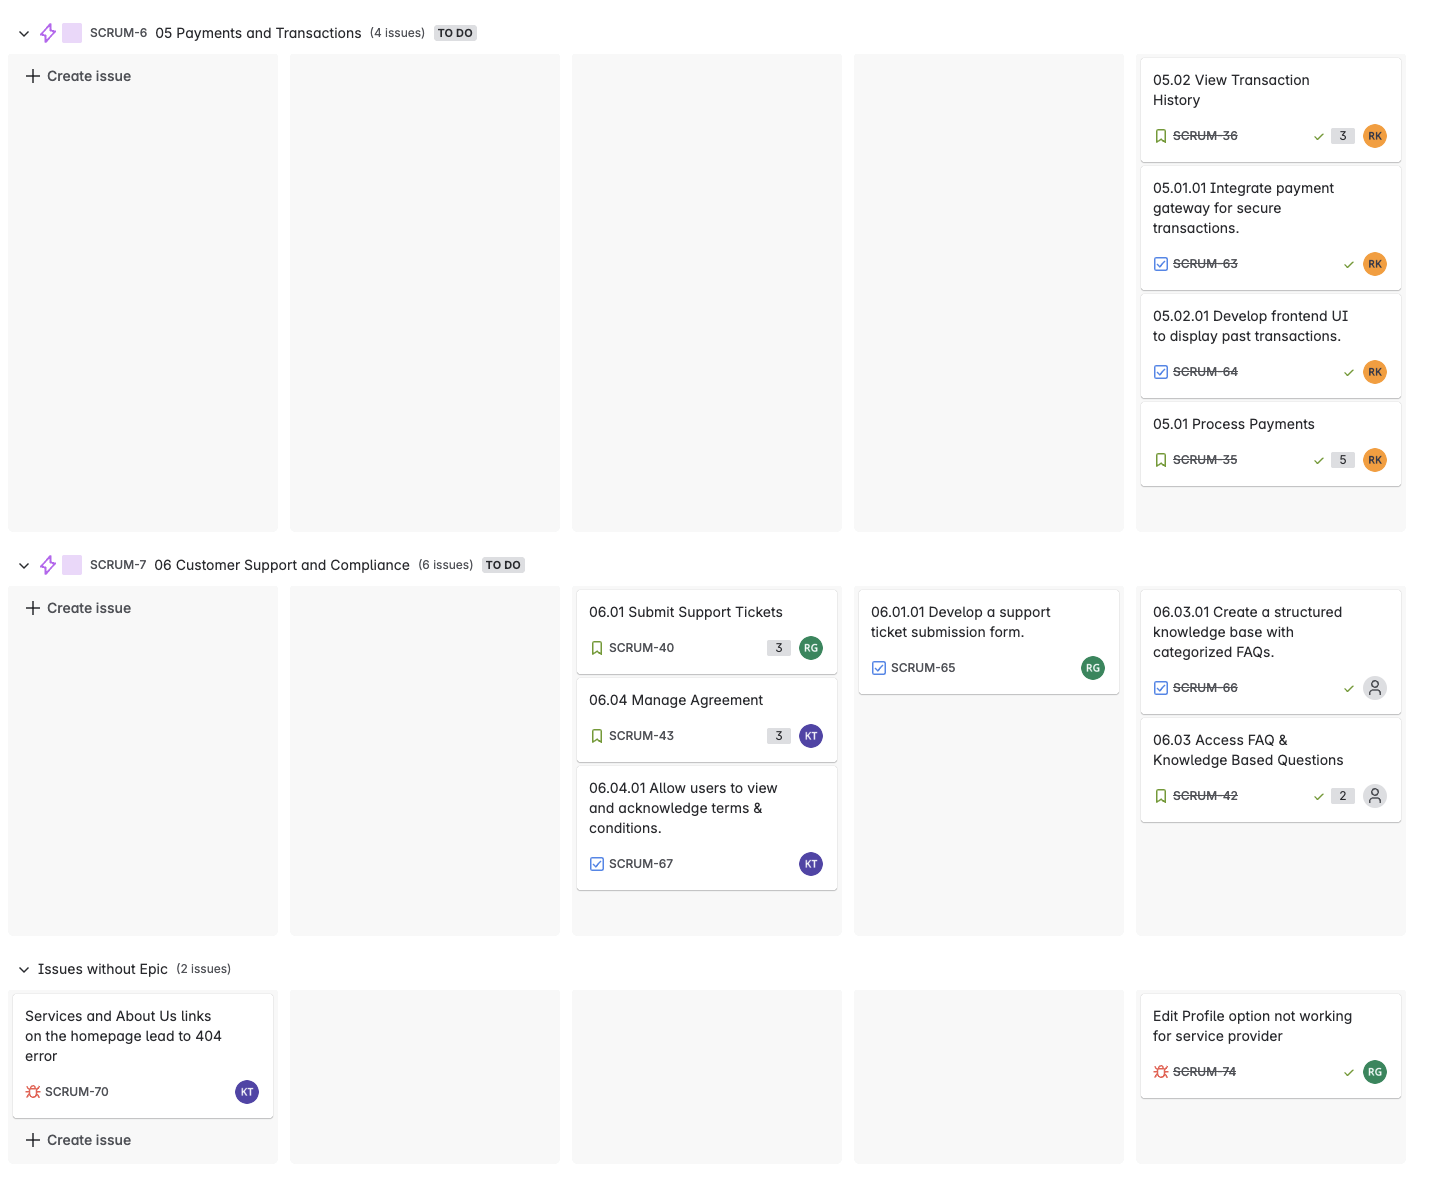 SCRUM-6 05 Payments and Transactions (4 issues) TO DO
Create issue
05.02 View Transaction
History
SCRUM-36 3 RK
05.01.01 Integrate payment
gateway for secure
transactions.
SCRUM-63 RK
05.02.01 Develop frontend UI
to display past transactions.
SCRUM-64 RK
05.01 Process Payments
SCRUM-35 5 RK
SCRUM-7 06 Customer Support and Compliance (6 issues) TO DO
Create issue
06.01 Submit Support Tickets
SCRUM-40 3 RG
06.04 Manage Agreement
SCRUM-43 3 KT
06.04.01 Allow users to view
and acknowledge terms &
conditions.
SCRUM-67 KT
06.01.01 Develop a support
ticket submission form.
SCRUM-65 RG
06.03.01 Create a structured
knowledge base with
categorized FAQs.
SCRUM-66
06.03 Access FAQ &
Knowledge Based Questions
SCRUM-42 2
Issues without Epic (2 issues)
Services and About Us links
on the homepage lead to 404
error
SCRUM-70 KT
Create issue
Edit Profile option not working
for service provider
SCRUM-74 RG